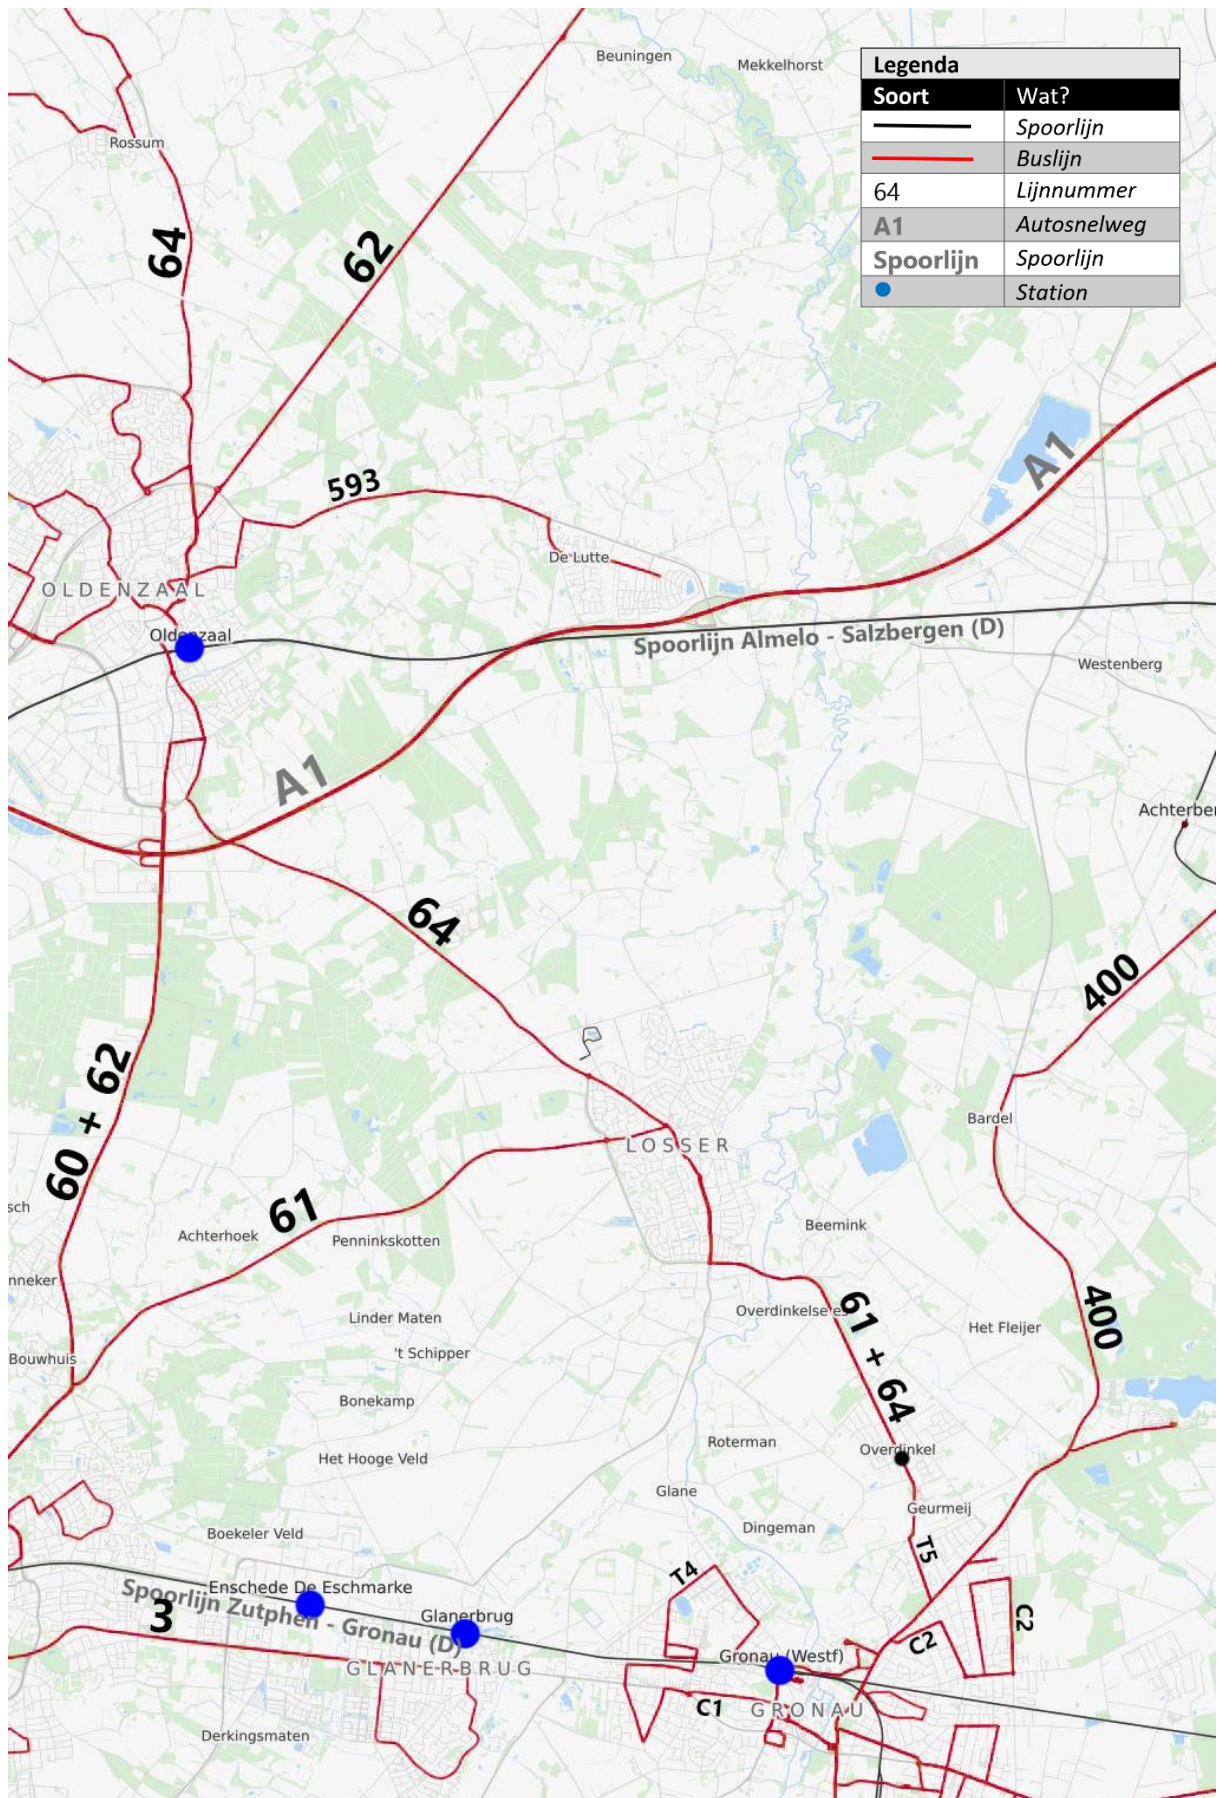 Beuningen
Mekkelhorst
Legenda
Soort Wat?
Spoorlijn
Buslijn
64 Lijnnummer
A1 Autosnelweg
Spoorlijn Spoorlijn
Station
Rossum
64
62
A1
593
De Lutte
OLDENZAAL
Oldenzaal
Spoorlijn Almelo - Salzbergen (D)
Westenberg
A1
Achterber
64
400
60 + 62
Bardel
LOSSER
61
sch
Achterhoek
Penninkskotten
Beemink
nneker
Linder Maten
Overdinkelse es
61 + 64
Het Fleijer
400
Bouwhuis
't Schipper
Bonekamp
Roterman
Overdinkel
Het Hooge Veld
Glane
Geurmeij
Boekeler Veld
Dingeman
T5
T4
Enschede De Eschmarke
Spoorlijn Zutphen - Gronau (D)
3
Glanerbrug
C2
C2
GLANERBRUG
Gronau (Westf)
C1
GRONAU
Derkingsmaten